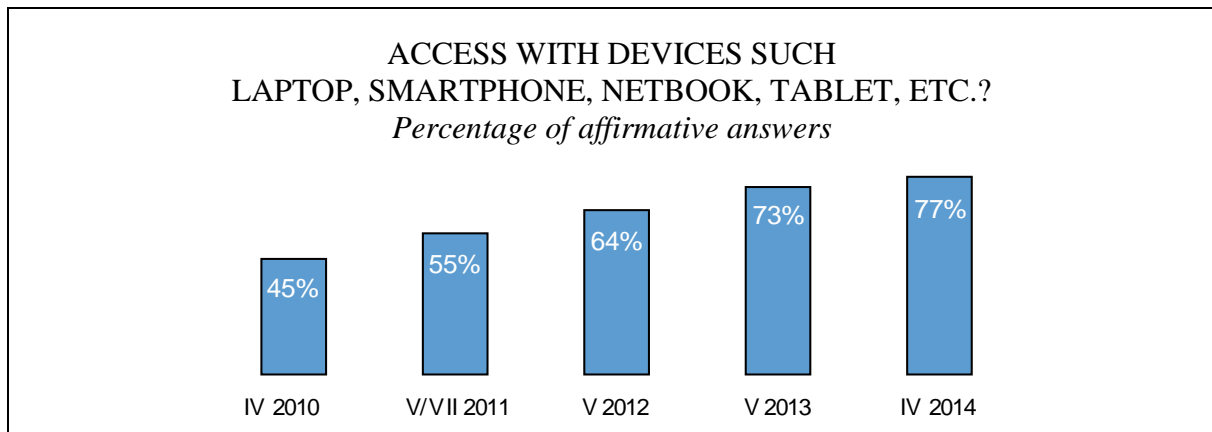 ACCESS WITH DEVICES SUCH
LAPTOP, SMARTPHONE, NETBOOK, TABLET, ETC.?
Percentage of affirmative answers
45%
55%
64%
73%
77%
IV 2010
V/VII 2011
V 2012
V 2013
IV 2014